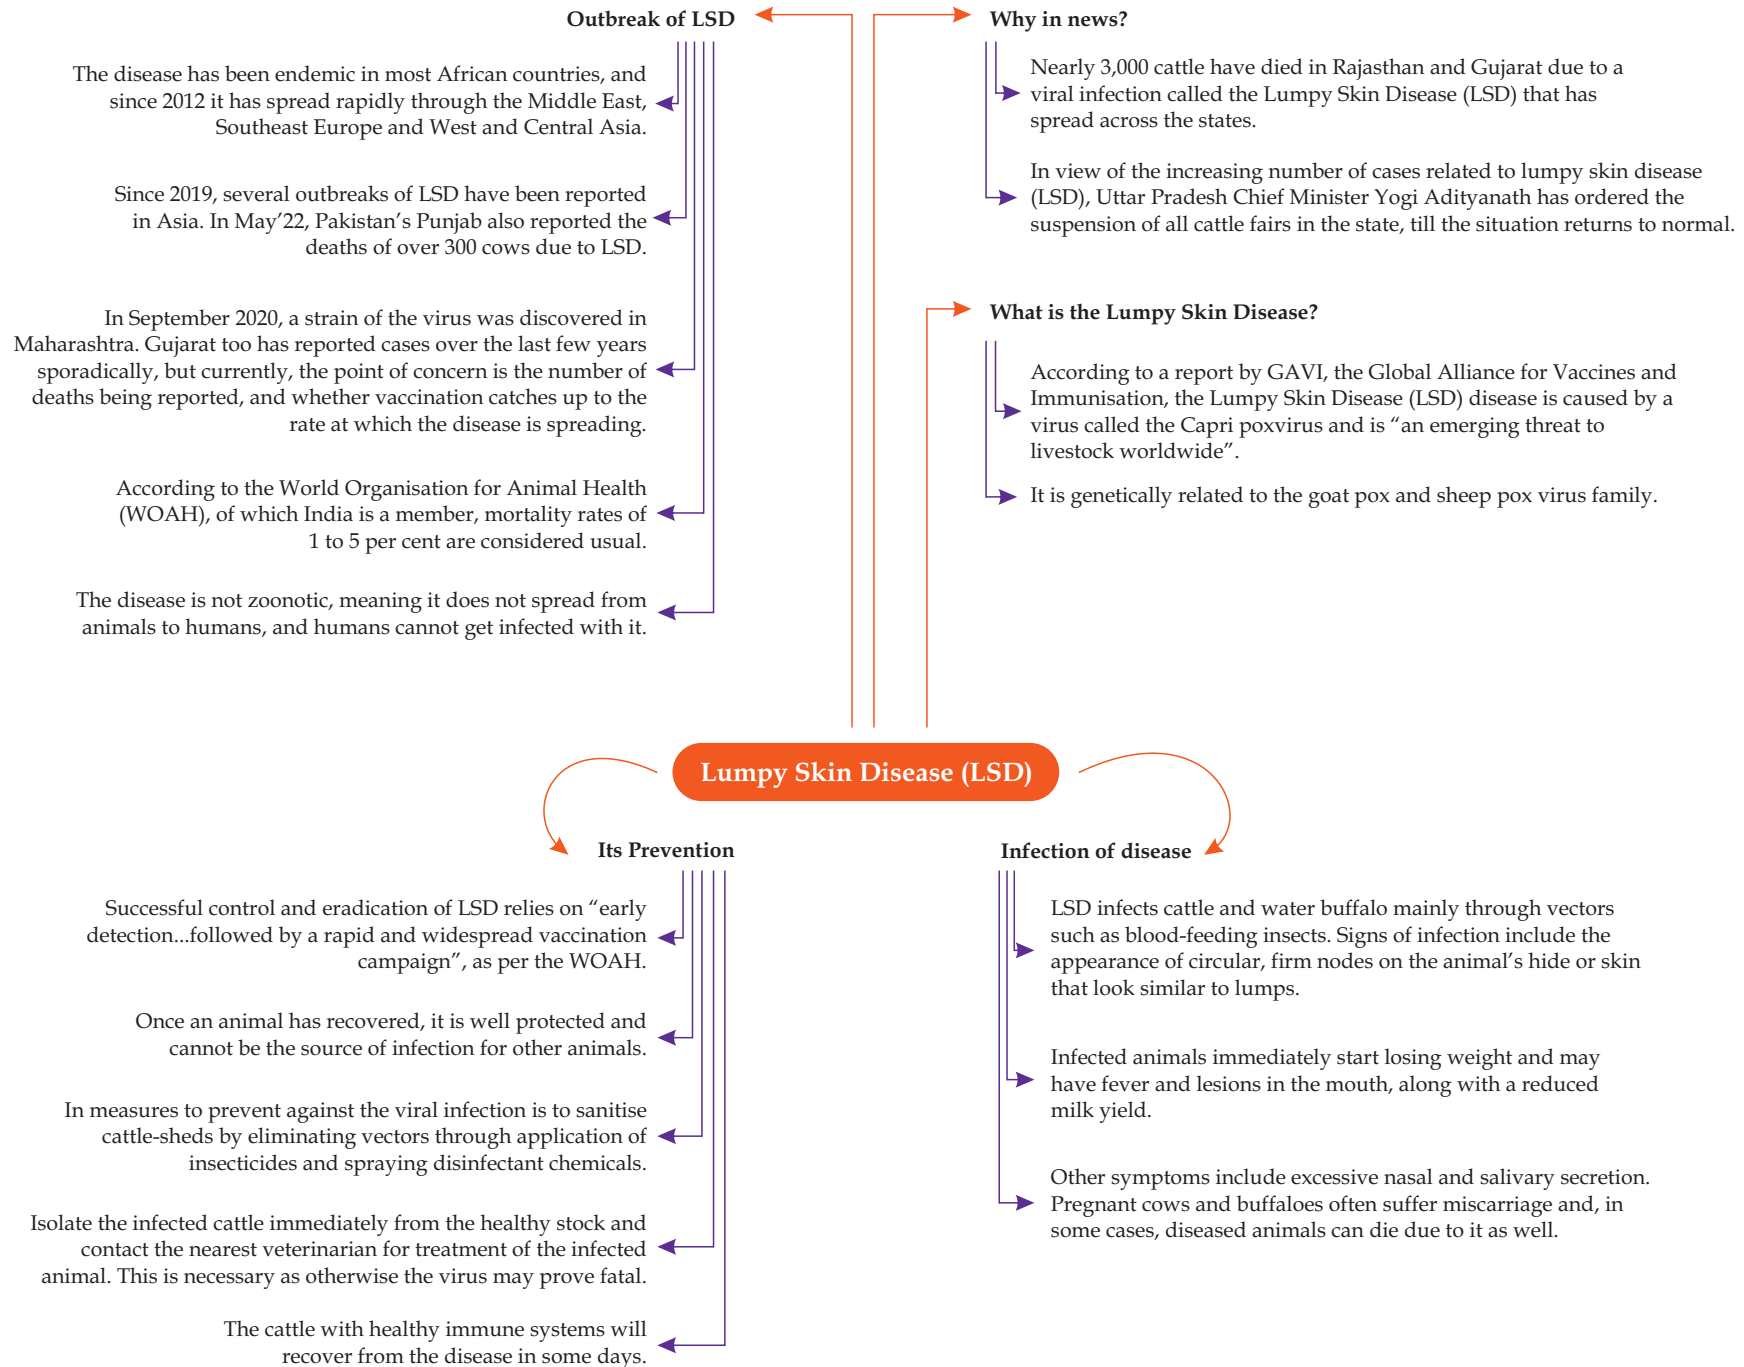 Outbreak of LSD
The disease has been endemic in most African countries, and
since 2012 it has spread rapidly through the Middle East,
Southeast Europe and West and Central Asia.
Since 2019, several outbreaks of LSD have been reported
in Asia. In May’22, Pakistan’s Punjab also reported the
deaths of over 300 cows due to LSD.
In September 2020, a strain of the virus was discovered in
Maharashtra. Gujarat too has reported cases over the last few years
sporadically, but currently, the point of concern is the number of
deaths being reported, and whether vaccination catches up to the
rate at which the disease is spreading.
According to the World Organisation for Animal Health
(WOAH), of which India is a member, mortality rates of
1 to 5 per cent are considered usual.
The disease is not zoonotic, meaning it does not spread from
animals to humans, and humans cannot get infected with it.
Why in news?
Nearly 3,000 cattle have died in Rajasthan and Gujarat due to a
viral infection called the Lumpy Skin Disease (LSD) that has
spread across the states.
In view of the increasing number of cases related to lumpy skin disease
(LSD), Uttar Pradesh Chief Minister Yogi Adityanath has ordered the
suspension of all cattle fairs in the state, till the situation returns to normal.
What is the Lumpy Skin Disease?
According to a report by GAVI, the Global Alliance for Vaccines and
Immunisation, the Lumpy Skin Disease (LSD) disease is caused by a
virus called the Capri poxvirus and is “an emerging threat to
livestock worldwide”.
It is genetically related to the goat pox and sheep pox virus family.
Lumpy Skin Disease (LSD)
Its Prevention
Successful control and eradication of LSD relies on “early
detection...followed by a rapid and widespread vaccination
campaign”, as per the WOAH.
Once an animal has recovered, it is well protected and
cannot be the source of infection for other animals.
In measures to prevent against the viral infection is to sanitise
cattle-sheds by eliminating vectors through application of
insecticides and spraying disinfectant chemicals.
Isolate the infected cattle immediately from the healthy stock and
contact the nearest veterinarian for treatment of the infected
animal. This is necessary as otherwise the virus may prove fatal.
The cattle with healthy immune systems will
recover from the disease in some days.
Infection of disease
LSD infects cattle and water buffalo mainly through vectors
such as blood-feeding insects. Signs of infection include the
appearance of circular, firm nodes on the animal’s hide or skin
that look similar to lumps.
Infected animals immediately start losing weight and may
have fever and lesions in the mouth, along with a reduced
milk yield.
Other symptoms include excessive nasal and salivary secretion.
Pregnant cows and buffaloes often suffer miscarriage and, in
some cases, diseased animals can die due to it as well.